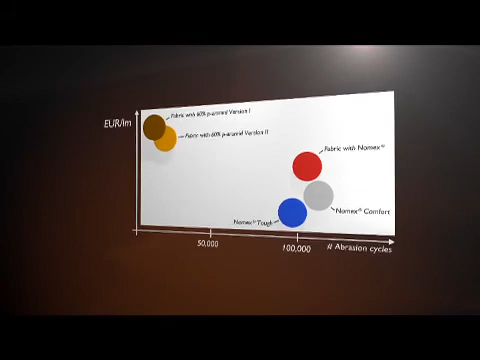 EUR/lm
Fabric with 60% p-aramid Version I
Fabric with 60% p-aramid Version II
Fabric with Nomex®
Nomex® Comfort
Nomex® Tough
50,000
100,000
# Abrasion cycles